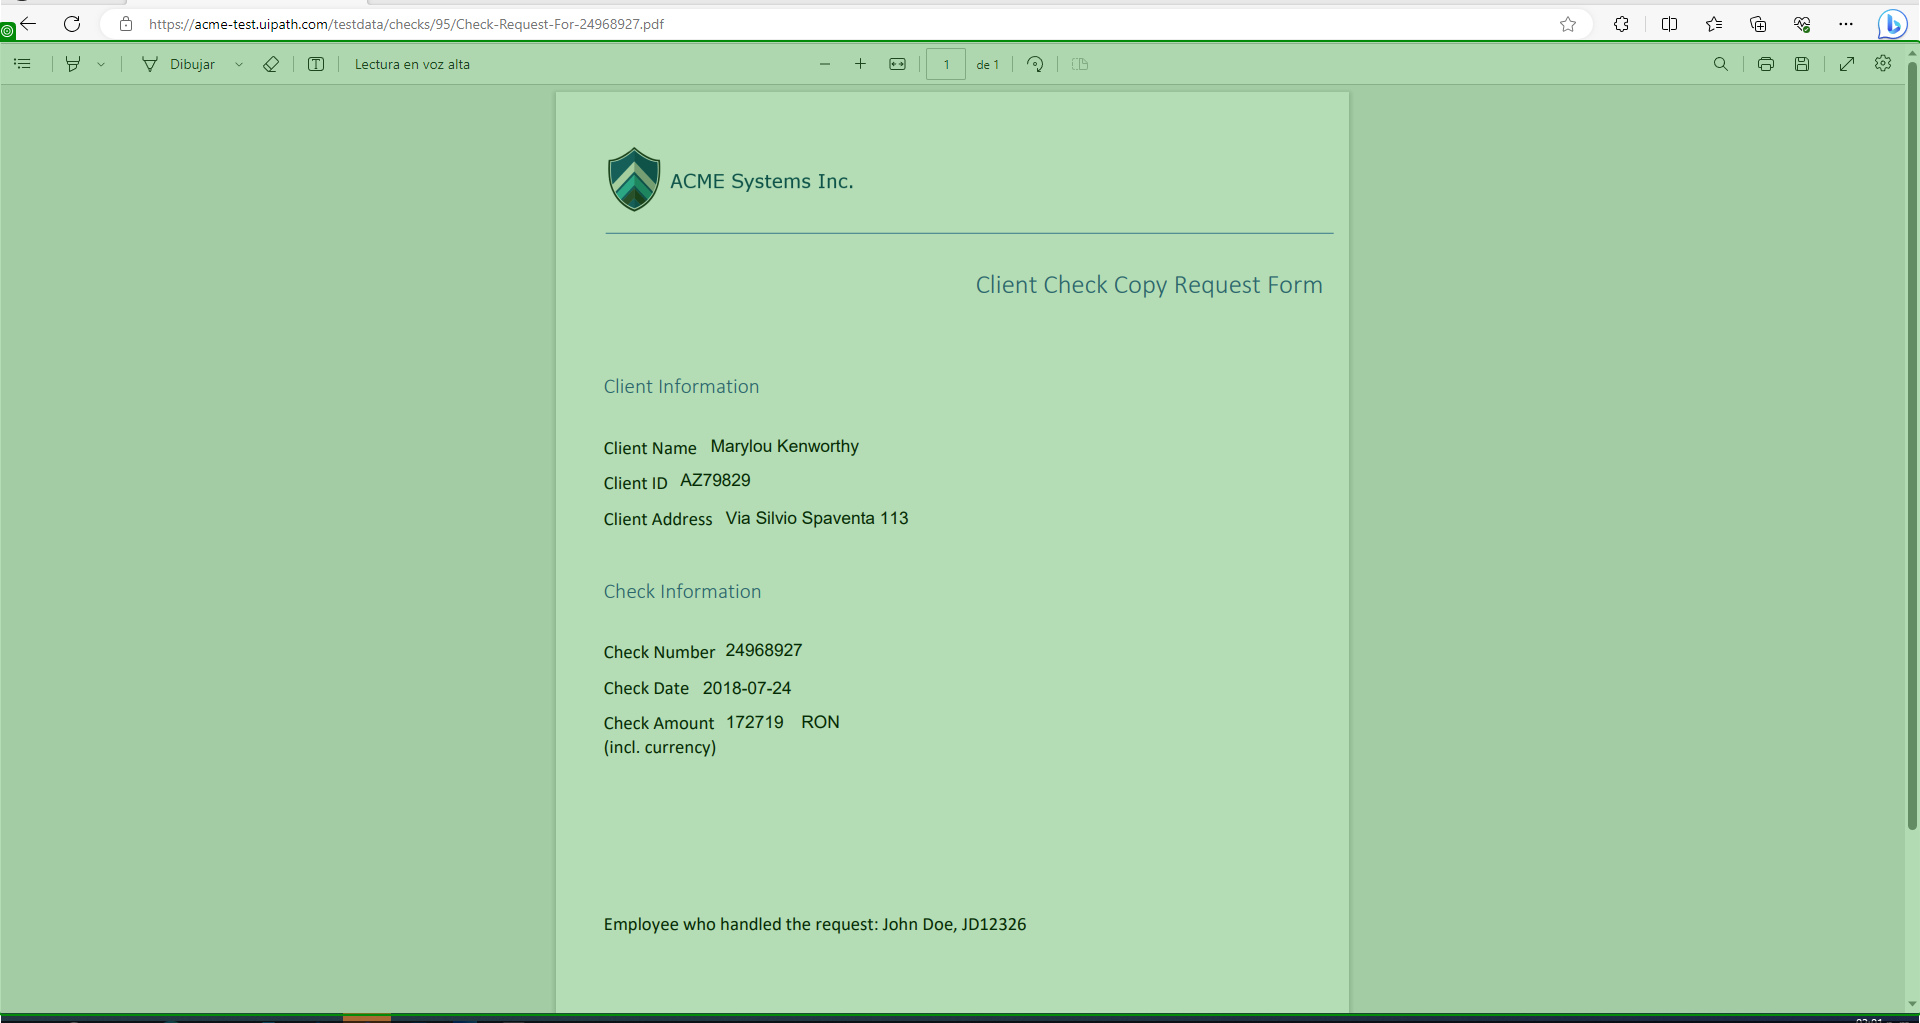 https://acme-test.uipath.com/testdata/checks/95/Check-Request-For-24968927.pdf
Dibujar
Lectura en voz alta
1 de 1
ACME Systems Inc.
Client Check Copy Request Form
Client Information
Client Name Marylou Kenworthy
Client ID AZ79829
Client Address Via Silvio Spaventa 113
Check Information
Check Number 24968927
Check Date 2018-07-24
Check Amount 172719 RON
(incl. currency)
Employee who handled the request: John Doe, JD12326